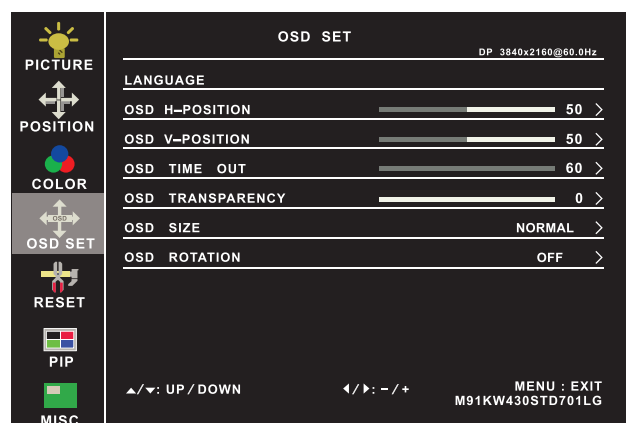 PICTURE
POSITION
COLOR
OSD
OSD SET
RESET
PIP
MISC
OSD SET
DP 3840x2160@60.0Hz
LANGUAGE
OSD H-POSITION 50 >
OSD V-POSITION 50 >
OSD TIME OUT 60 >
OSD TRANSPARENCY 0 >
OSD SIZE NORMAL >
OSD ROTATION OFF >
▲/▼: UP/DOWN ◀/▶: -/+ MENU : EXIT
M91KW430STD701LG